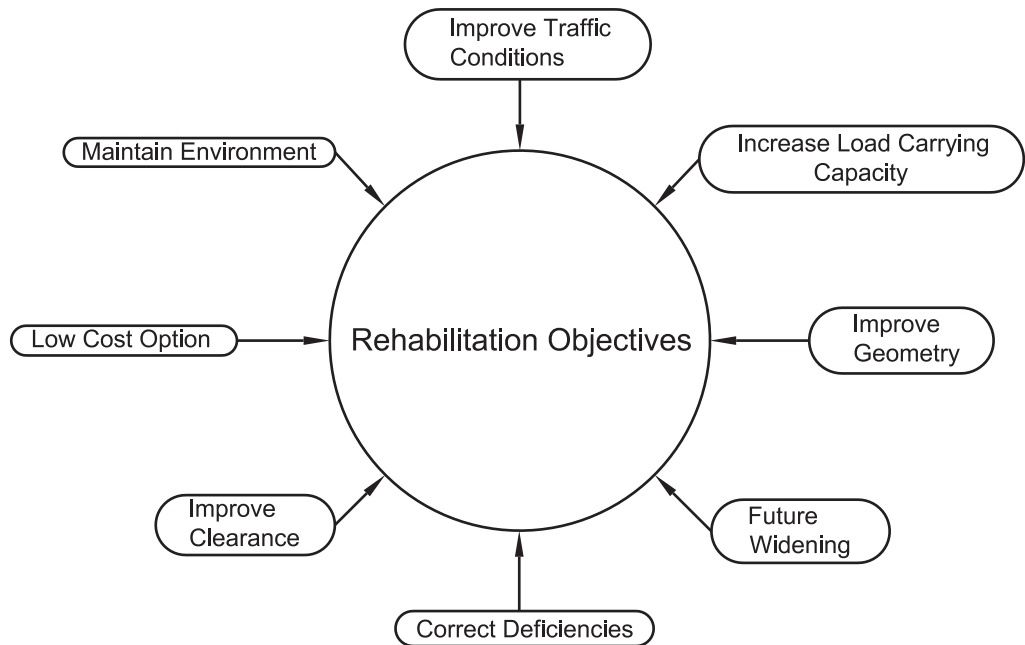 Improve Traffic
Conditions
Maintain Environment
Increase Load Carrying
Capacity
Low Cost Option
Rehabilitation Objectives
Improve
Geometry
Improve
Clearance
Future
Widening
Correct Deficiencies